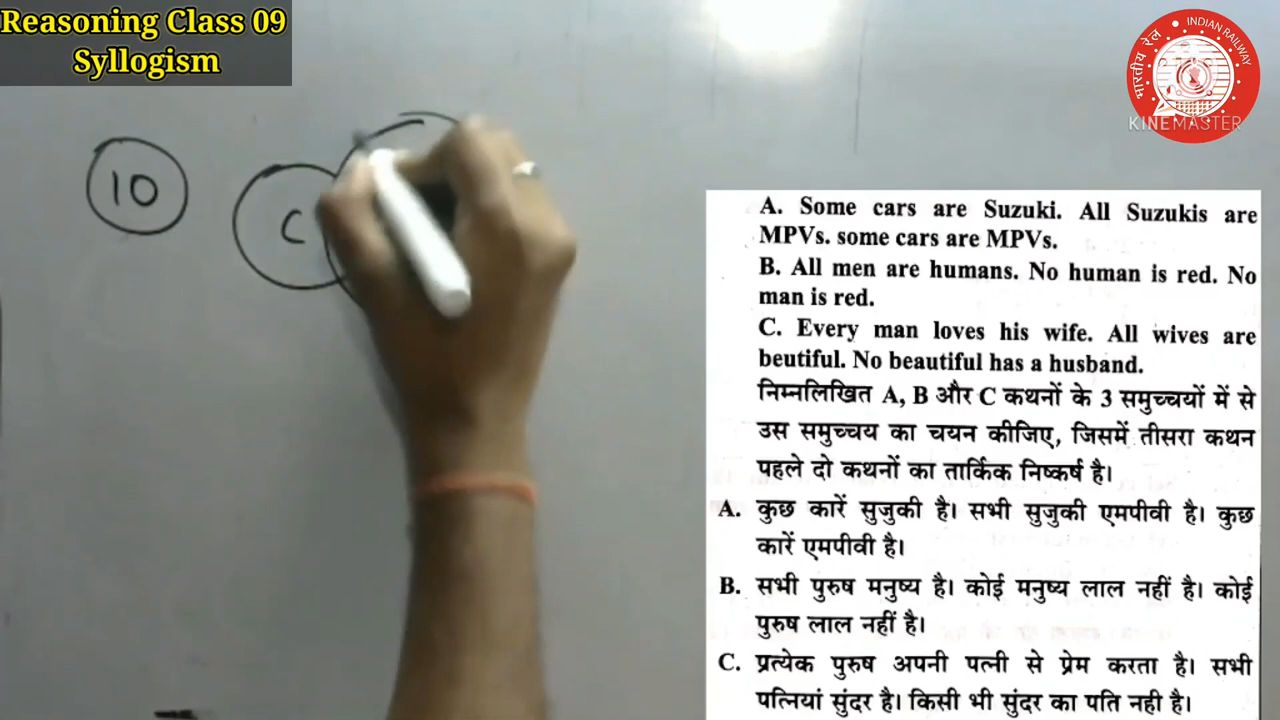 Reasoning Class 09
Syllogism
भारतीय रेल INDIAN RAILWAY
KINEMASTER
10
C
A. Some cars are Suzuki. All Suzukis are
MPVs. some cars are MPVs.
B. All men are humans. No human is red. No
man is red.
C. Every man loves his wife. All wives are
beutiful. No beautiful has a husband.
निम्नलिखित A, B और C कथनों के 3 समुच्चयों में से
उस समुच्चय का चयन कीजिए, जिसमें तीसरा कथन
पहले दो कथनों का तार्किक निष्कर्ष है।
A. कुछ कारें सुजुकी है। सभी सुजुकी एमपीवी है। कुछ
कारें एमपीवी है।
B. सभी पुरुष मनुष्य है। कोई मनुष्य लाल नहीं है। कोई
पुरुष लाल नहीं है।
C. प्रत्येक पुरुष अपनी पत्नी से प्रेम करता है। सभी
पत्नियां सुंदर है। किसी भी सुंदर का पति नही है।